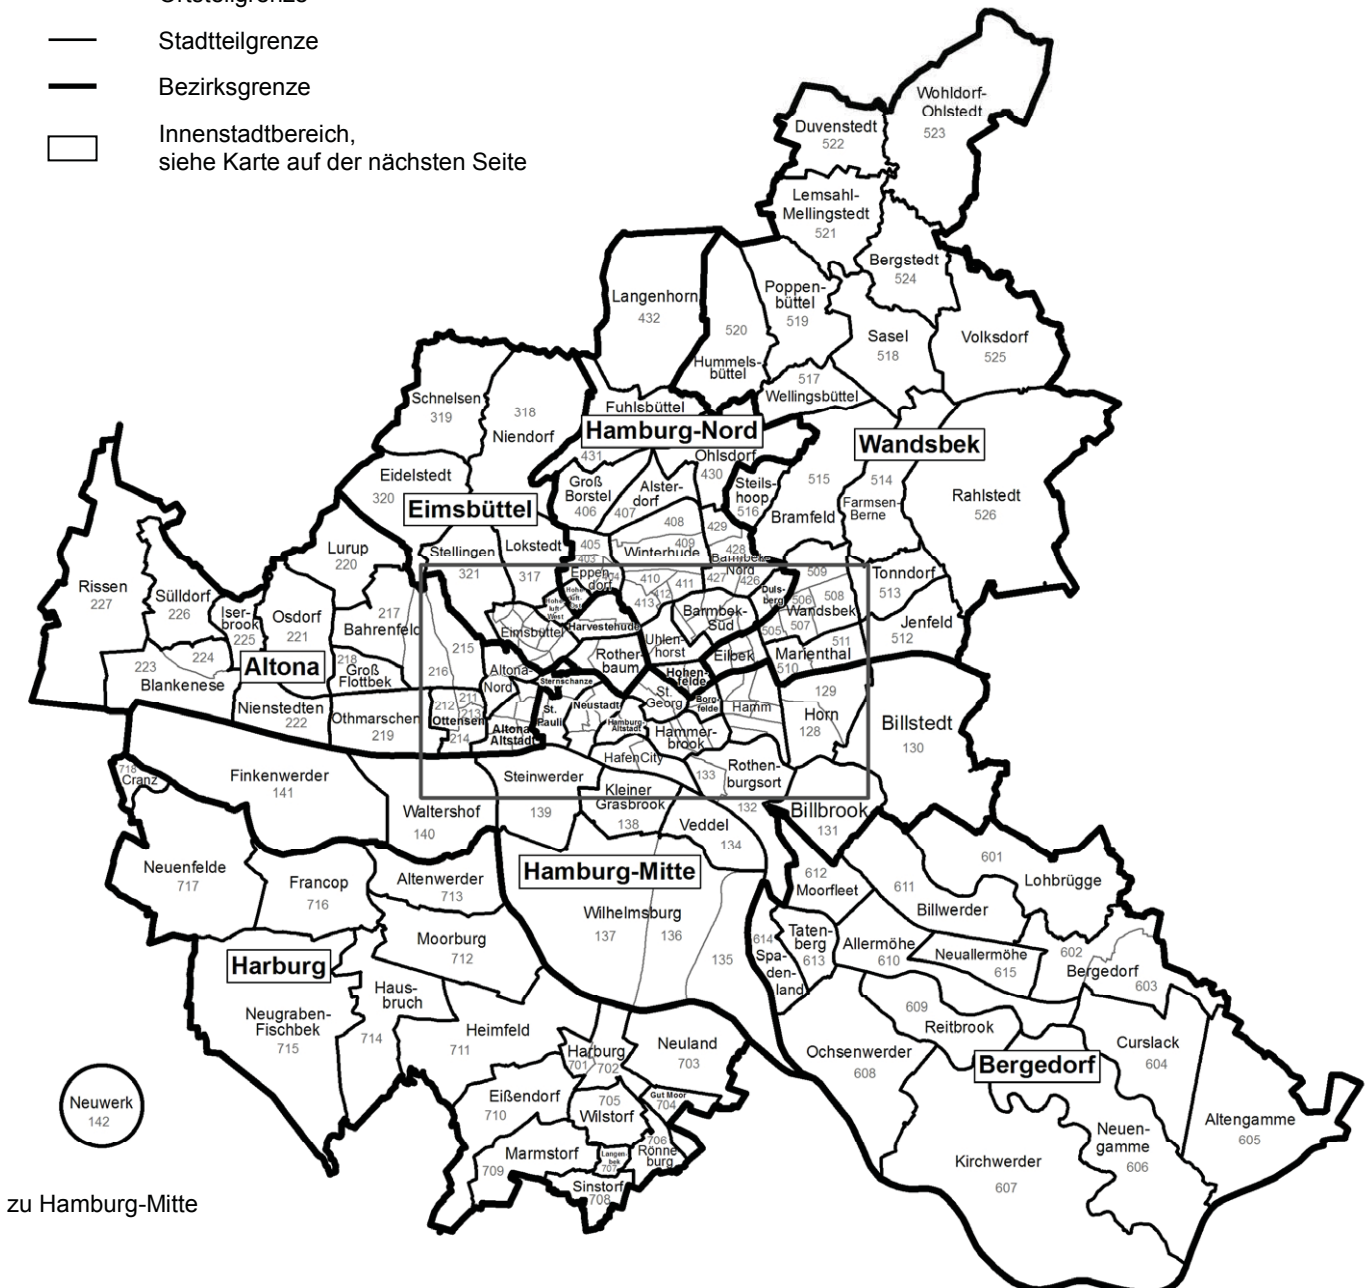 Stadtteilgrenze
Bezirksgrenze
Innenstadtbereich,
siehe Karte auf der nächsten Seite
Wohldorf-
Ohlstedt
523
Duvenstedt
522
Lemsahl-
Mellingstedt
521
Bergstedt
524
Langenhorn
432
Poppen-
büttel
519
520
Hummels-
büttel
Sasel
518
Volksdorf
525
517
Wellingsbüttel
Schnelsen
319
318
Niendorf
Fuhlsbüttel
Hamburg-Nord
431
Ohlsdorf
430
Wandsbek
Eidelstedt
320
Eimsbüttel
Groß
Borstel
406
Alster-
dorf
407
Steils-
hoop
516
515
Bramfeld
514
Farmsen-
Berne
Rahlstedt
526
408
429
Stellingen
321
Lokstedt
317
405
403
Winterhude
409
428
Barmbek-
Nord
427
426
Lurup
220
Rissen
227
Sülldorf
226
Iser-
brook
225
Osdorf
221
217
Bahrenfeld
218
Groß
Flottbek
223
224
Blankenese
Altona
Nienstedten
222
Othmarschen
219
216
215
Eppen-
dorf
404
410
411
412
413
Hohe-
luft-
Ost
Hohe-
luft-
West
Eimsbüttel
Harvestehude
Rother-
baum
Uhlen-
horst
Barmbek-
Süd
Duls-
berg
509
506
508
Wandsbek
507
505
511
Marienthal
510
Eilbek
Tonndorf
513
Jenfeld
512
Altona-
Nord
Sternschanze
Hohen-
felde
St.
Georg
Borg-
felde
Hamm
129
Horn
128
Billstedt
130
211
212
213
Ottensen
214
Altona-
Altstadt
St.
Pauli
Neustadt
Hamburg-
Altstadt
Hammer-
brook
HafenCity
133
Rothen-
burgsort
132
Billbrook
131
718
Cranz
Finkenwerder
141
Waltershof
140
Steinwerder
139
Kleiner
Grasbrook
138
Veddel
134
Hamburg-Mitte
Wilhelmsburg
137
136
135
Neuenfelde
717
Francop
716
Altenwerder
713
Moorburg
712
Harburg
Haus-
bruch
714
Neugraben-
Fischbek
715
Heimfeld
711
Harburg
701
702
Neuland
703
Gut Moor
704
Eißendorf
710
705
Wilstorf
706
Rönne
burg
Marmstorf
709
Langen-
bek
707
Sinstorf
708
612
Moorfleet
611
Billwerder
601
Lohbrügge
614
Spa-
den-
land
Taten-
berg
613
Allermöhe
610
Neuallermöhe
615
602
Bergedorf
603
609
Reitbrook
Ochsenwerder
608
Bergedorf
Curslack
604
Altengamme
605
Neuen-
gamme
606
Kirchwerder
607
Neuwerk
142
zu Hamburg-Mitte